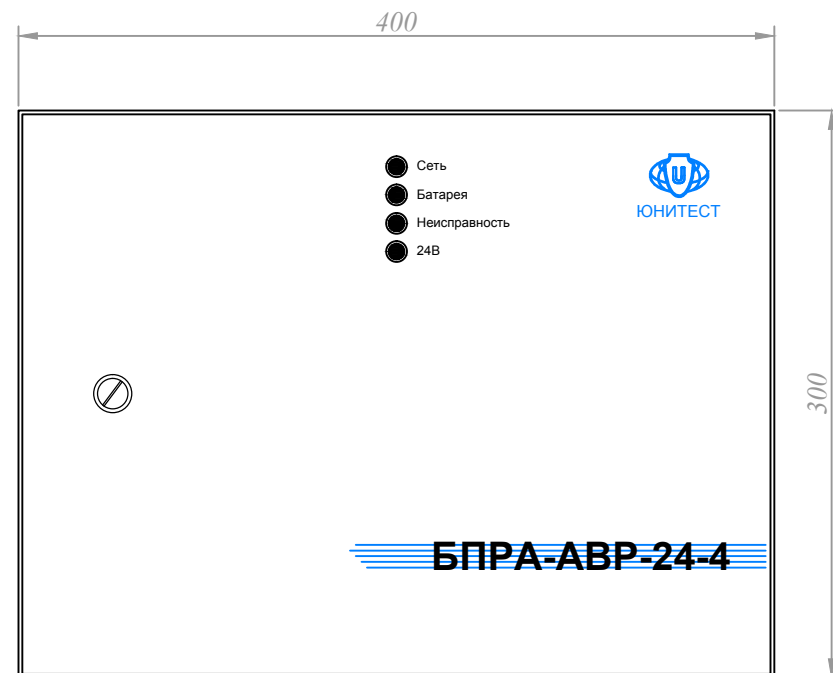 400
Сеть
Батарея
Неисправность
24В
U
ЮНИТЕСТ
300
БПРА-АВР-24-4